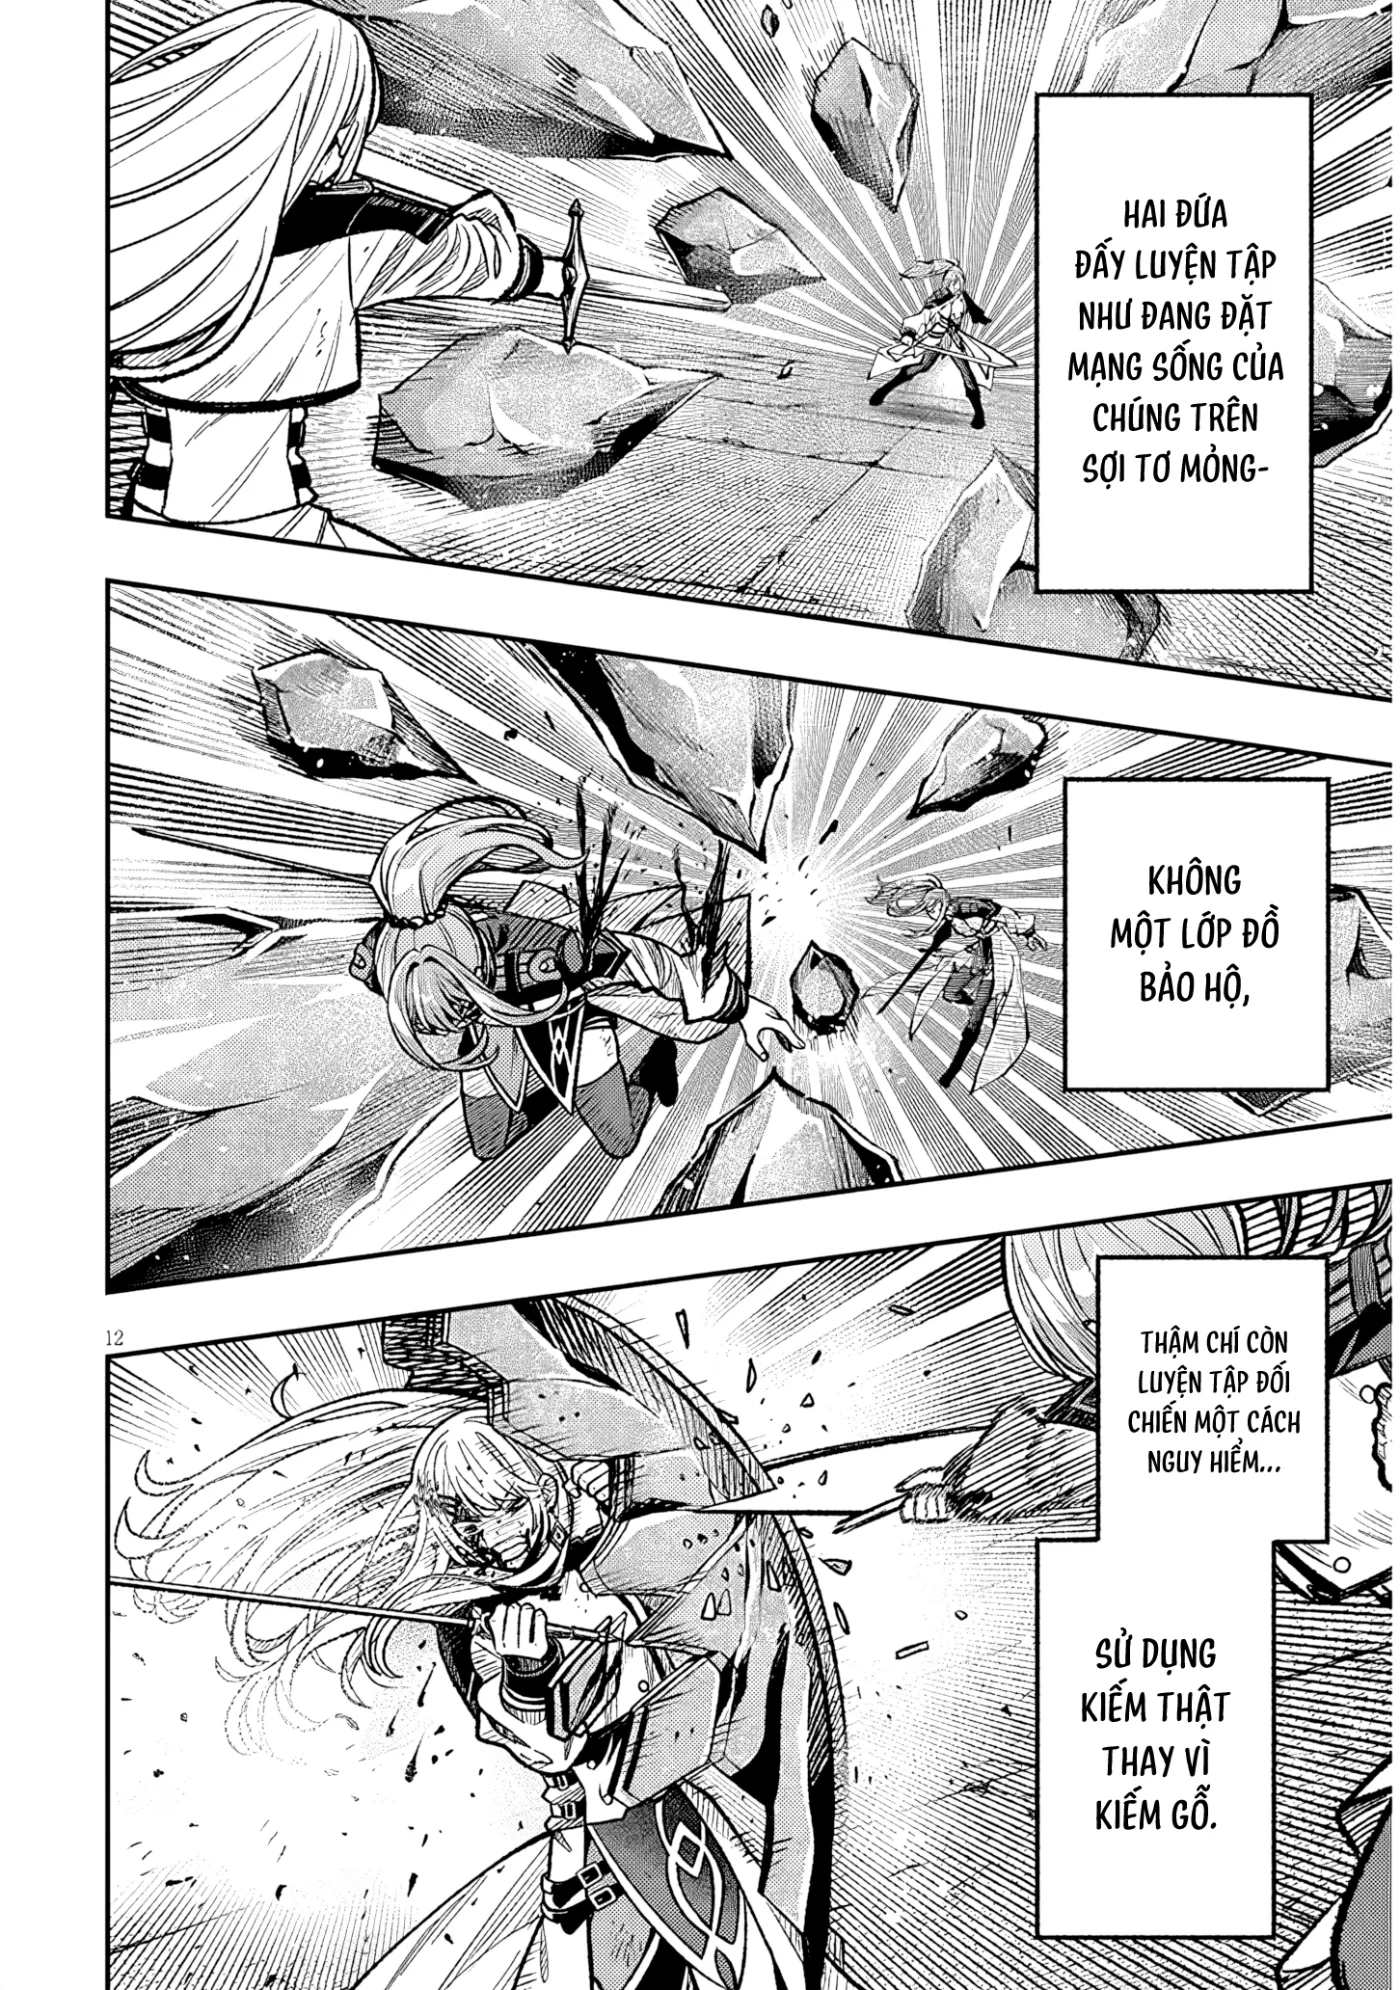 HAI ĐỨA
ĐẤY LUYỆN TẬP
NHƯ ĐANG ĐẶT
MẠNG SỐNG CỦA
CHÚNG TRÊN
SỢI TƠ MỎNG-
KHÔNG
MỘT LỚP ĐỒ
BẢO HỘ,
12
THẬM CHÍ CÒN
LUYỆN TẬP ĐỐI
CHIẾN MỘT CÁCH
NGUY HIỂM...
SỬ DỤNG
KIẾM THẬT
THAY VÌ
KIẾM GỖ.